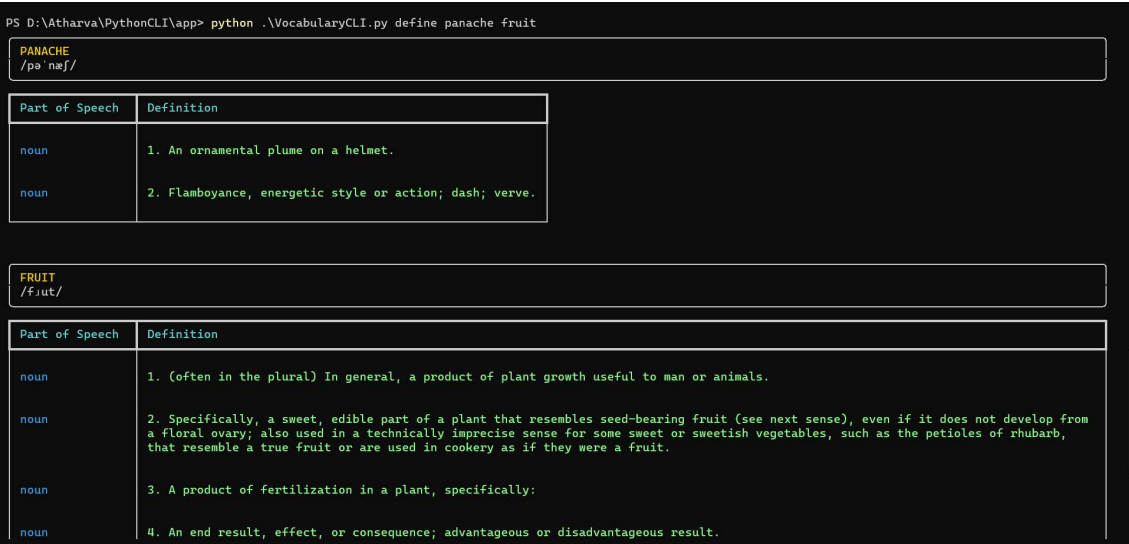 PS D:\Atharva\PythonCLI\app> python .\VocabularyCLI.py define panache fruit
PANACHE
/pəˈnæʃ/
Part of Speech Definition
noun 1. An ornamental plume on a helmet.
noun 2. Flamboyance, energetic style or action; dash; verve.
FRUIT
/fɹut/
Part of Speech Definition
noun 1. (often in the plural) In general, a product of plant growth useful to man or animals.
noun 2. Specifically, a sweet, edible part of a plant that resembles seed-bearing fruit (see next sense), even if it does not develop from
a floral ovary; also used in a technically imprecise sense for some sweet or sweetish vegetables, such as the petioles of rhubarb,
that resemble a true fruit or are used in cookery as if they were a fruit.
noun 3. A product of fertilization in a plant, specifically:
noun 4. An end result, effect, or consequence; advantageous or disadvantageous result.